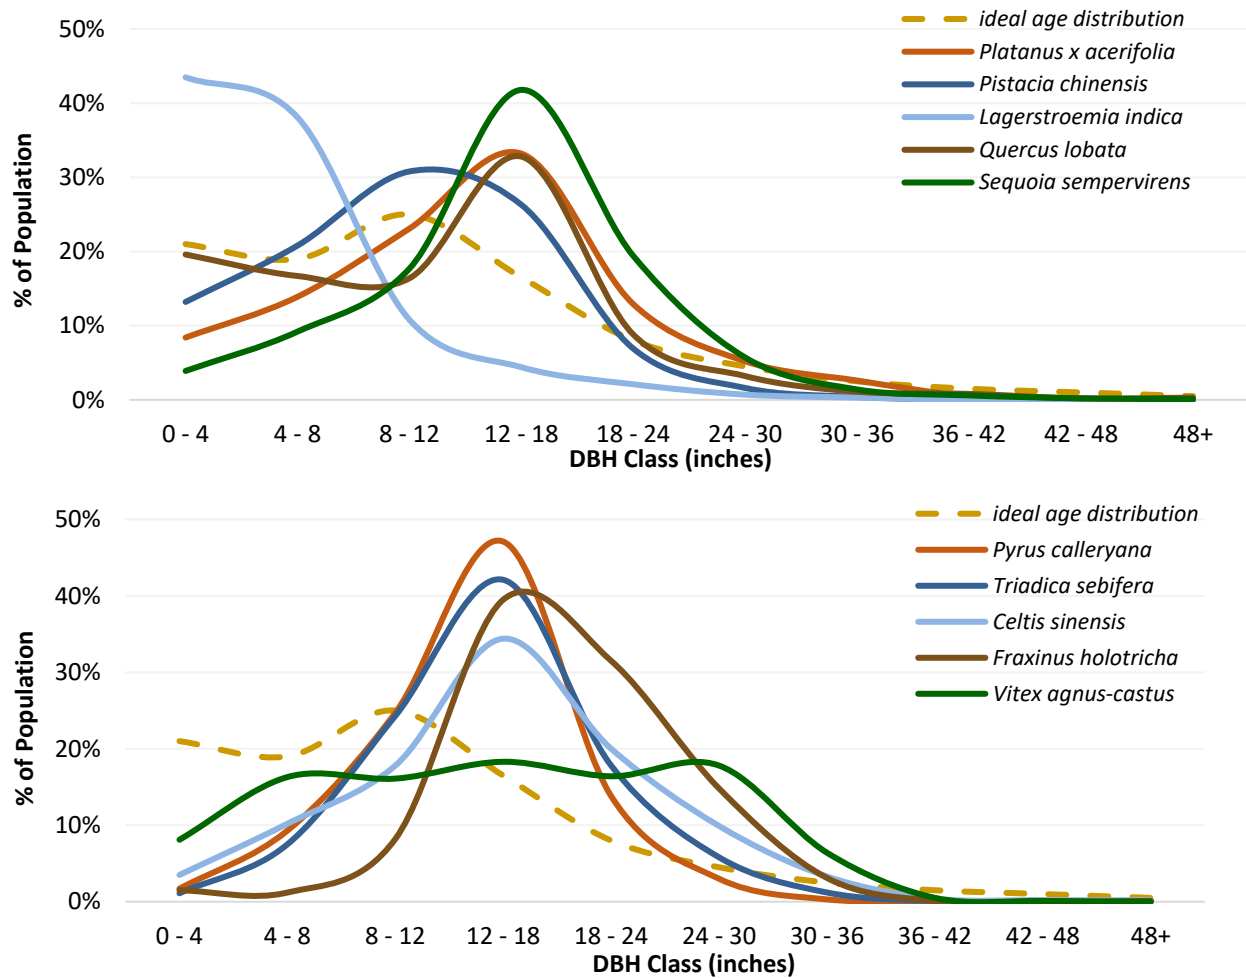 50%
40%
30%
20%
10%
0%
% of Population
ideal age distribution
Platanus x acerifolia
Pistacia chinensis
Lagerstroemia indica
Quercus lobata
Sequoia sempervirens
0 - 4 4 - 8 8 - 12 12 - 18 18 - 24 24 - 30 30 - 36 36 - 42 42 - 48 48+
DBH Class (inches)
50%
40%
30%
20%
10%
0%
% of Population
ideal age distribution
Pyrus calleryana
Triadica sebifera
Celtis sinensis
Fraxinus holotricha
Vitex agnus-castus
0 - 4 4 - 8 8 - 12 12 - 18 18 - 24 24 - 30 30 - 36 36 - 42 42 - 48 48+
DBH Class (inches)